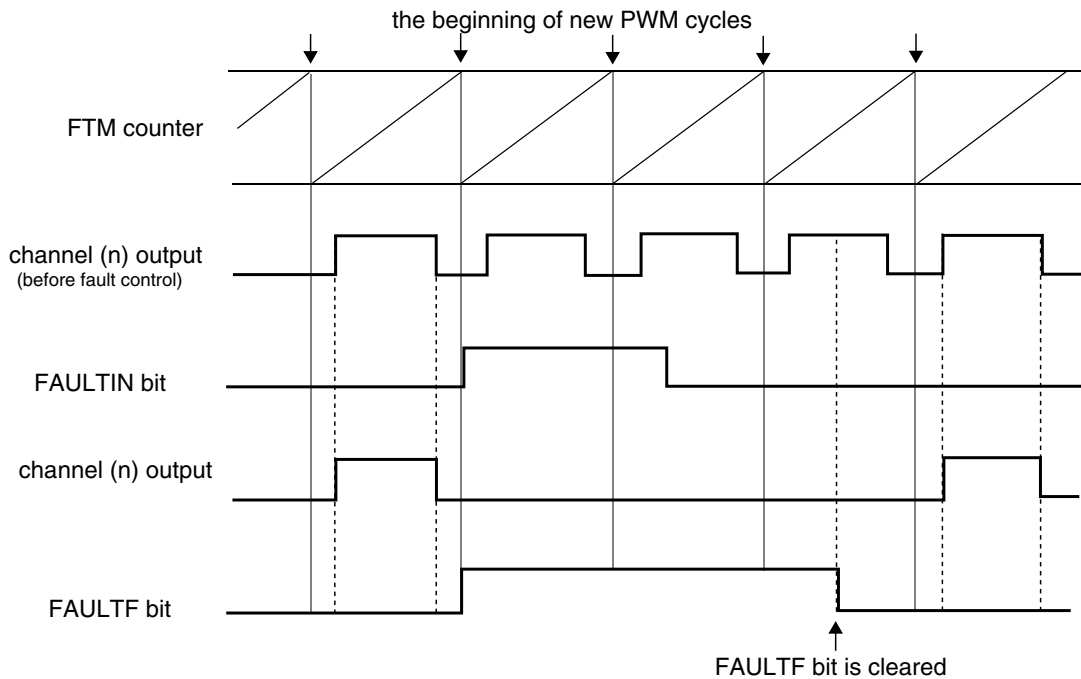 the beginning of new PWM cycles
FTM counter
channel (n) output
(before fault control)
FAULTIN bit
channel (n) output
FAULTF bit
FAULTF bit is cleared